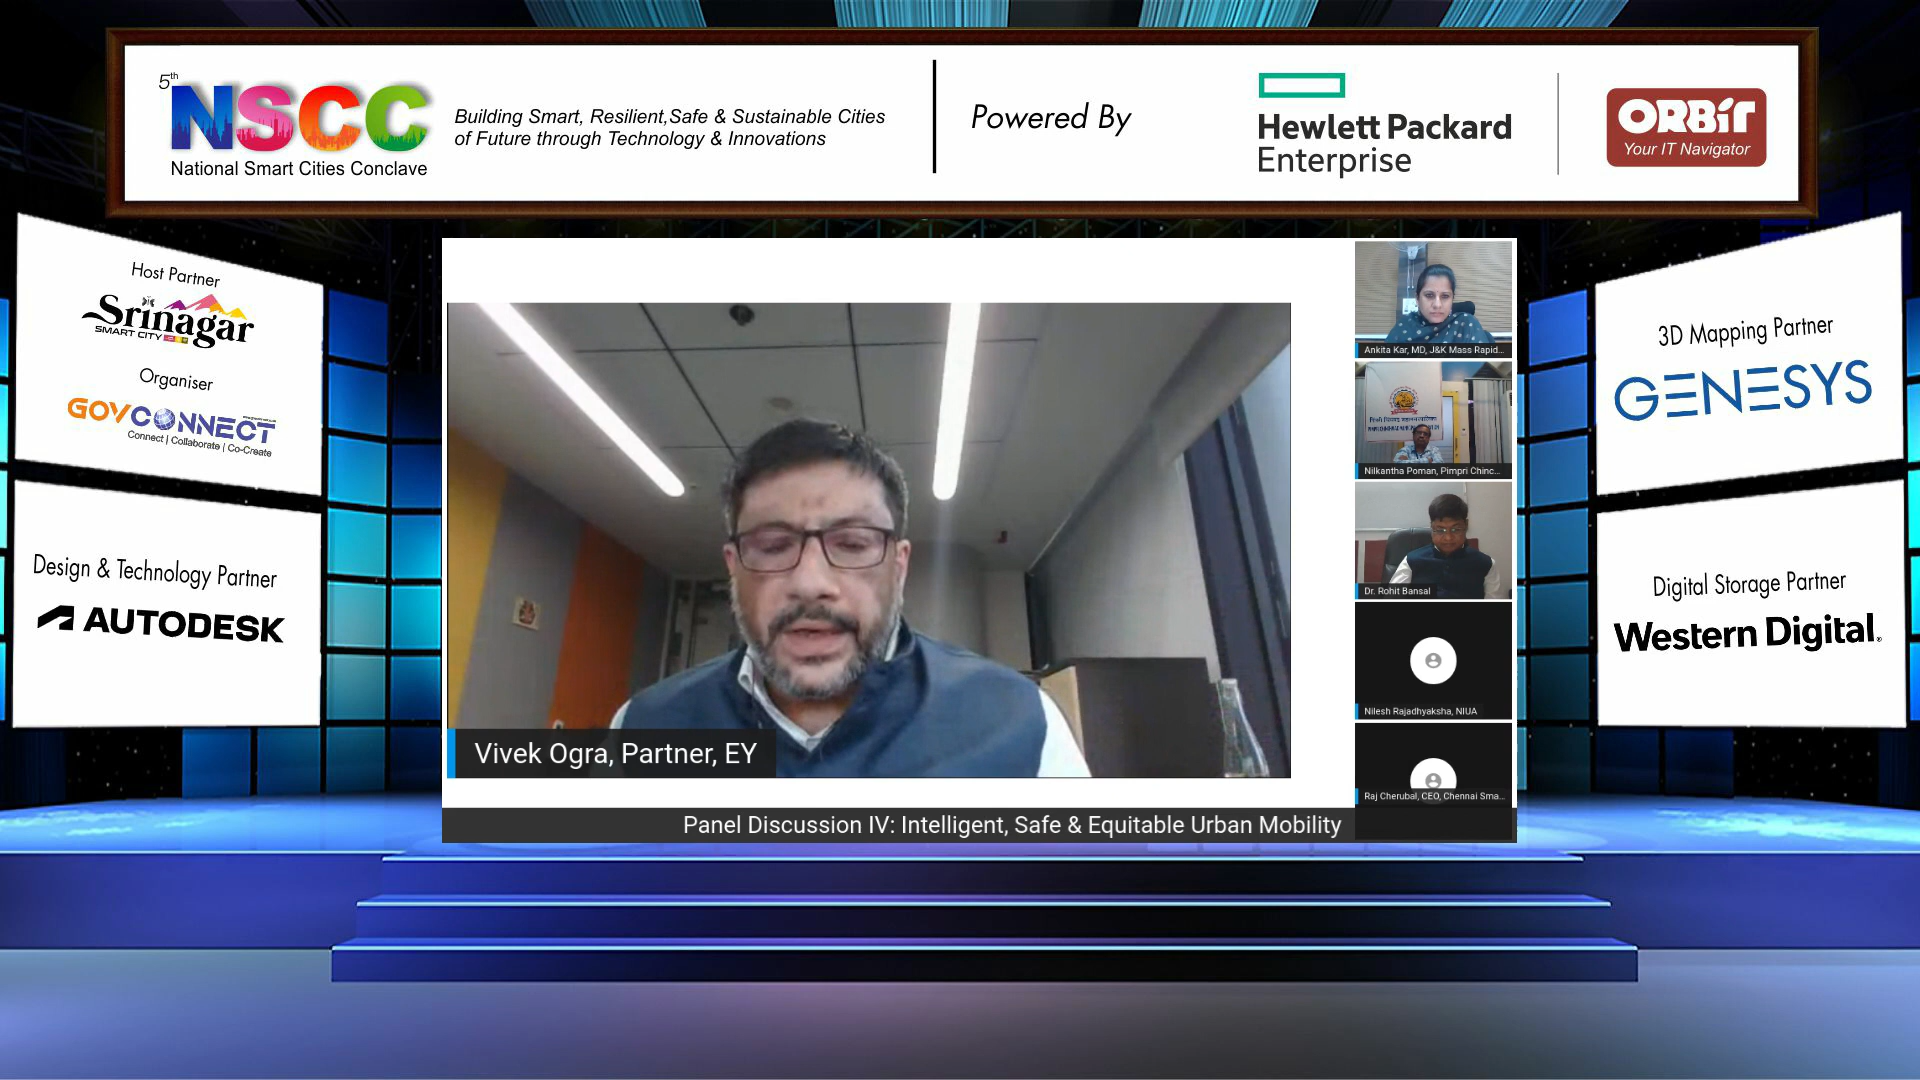 5th
NSCC
National Smart Cities Conclave
Building Smart, Resilient,Safe & Sustainable Cities
of Future through Technology & Innovations
Powered By
Hewlett Packard
Enterprise
ORBiT
Your IT Navigator
Host Partner
Srinagar
SMART CITY
Organiser
GOVCONNECT
Connect | Collaborate | Co-Create
Design & Technology Partner
AUTODESK
Vivek Ogra, Partner, EY
Panel Discussion IV: Intelligent, Safe & Equitable Urban Mobility
Ankita Kar, MD, J&K Mass Rapid...
Nilkantha Poman, Pimpri Chinc...
Dr. Rohit Bansal
Nilesh Rajadhyaksha, NIUA
Raj Cherubal, CEO, Chennai Sma...
3D Mapping Partner
GENESYS
Digital Storage Partner
Western Digital.